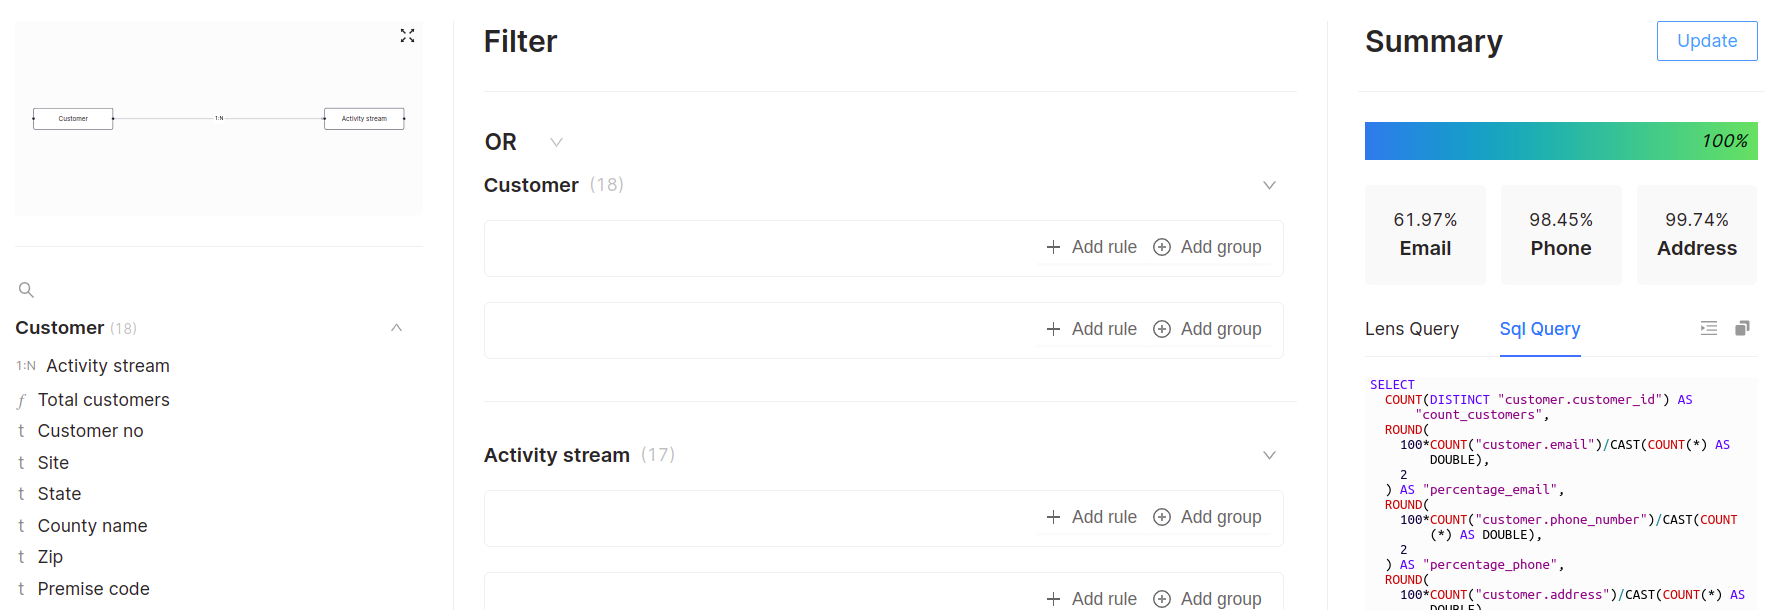 Customer
1:N
Activity stream
Customer (18)
1:N Activity stream
f Total customers
t Customer no
t Site
t State
t County name
t Zip
t Premise code
Filter
OR
Customer (18)
Add rule Add group
Add rule Add group
Activity stream (17)
Add rule Add group
Add rule Add group
Summary
Update
100%
61.97%
Email
98.45%
Phone
99.74%
Address
Lens Query Sql Query
SELECT
COUNT(DISTINCT "customer.customer_id") AS
"count_customers",
ROUND(
100*COUNT("customer.email")/CAST(COUNT(*) AS
DOUBLE),
2
) AS "percentage_email",
ROUND(
100*COUNT("customer.phone_number")/CAST(COUNT
(*) AS DOUBLE),
2
) AS "percentage_phone",
ROUND(
100*COUNT("customer.address")/CAST(COUNT(*) AS
DOUBLE)